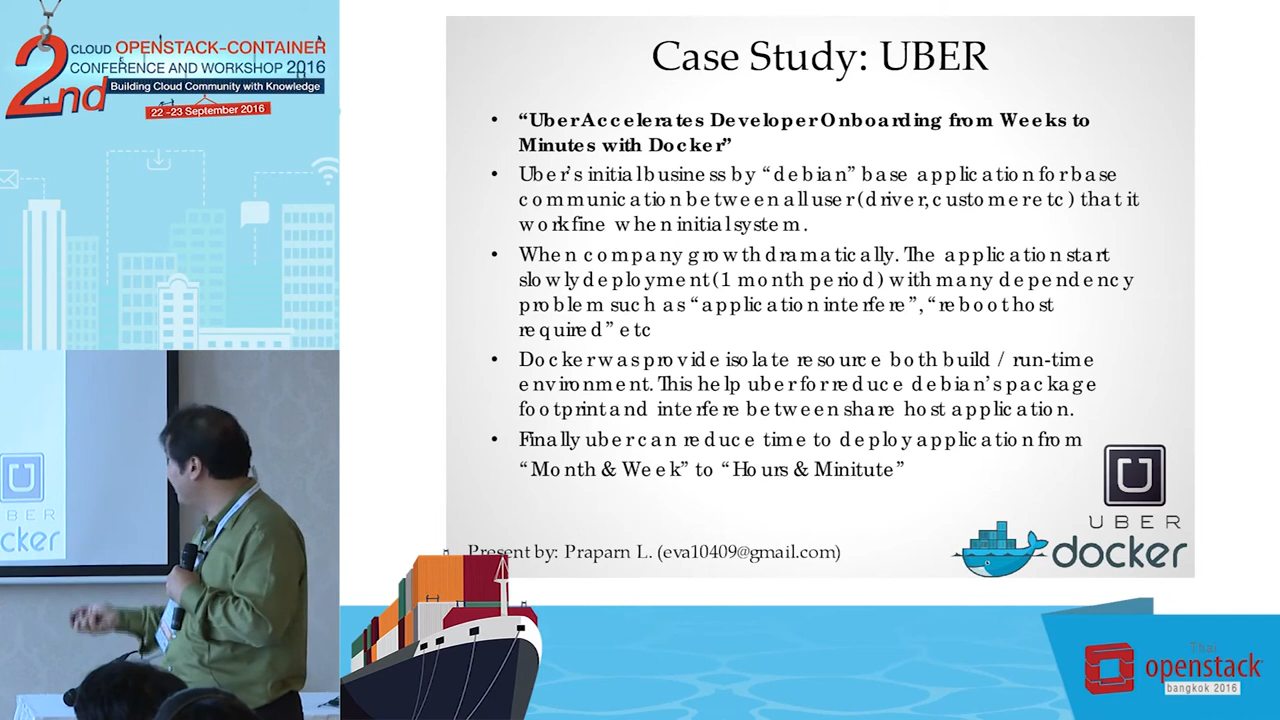 2nd
CLOUD OPENSTACK-CONTAINER
CONFERENCE AND WORKSHOP 2016
Building Cloud Community with Knowledge
22 -23 September 2016
Case Study: UBER
• “Uber Accelerates Developer Onboarding from Weeks to
Minutes with Docker”
• Uber’s initial business by “debian” base application for base
communication between all user (driver, customer etc ) that it
work fine when initial system.
• When company growth dramatically. The application start
slowly deployment (1 month period) with many dependency
problem such as “application interfere”, “reboot host
required” etc
• Docker was provide isolate resource both build / run-time
environment. This help uber for reduce debian’s package
footprint and interfere between share host application.
• Finally uber can reduce time to deploy application from
“Month & Week” to “Hours & Minitute”
UBER
docker
Present by: Praparn L. (eva10409@gmail.com)
BER
cker
Thai
openstack
bangkok 2016